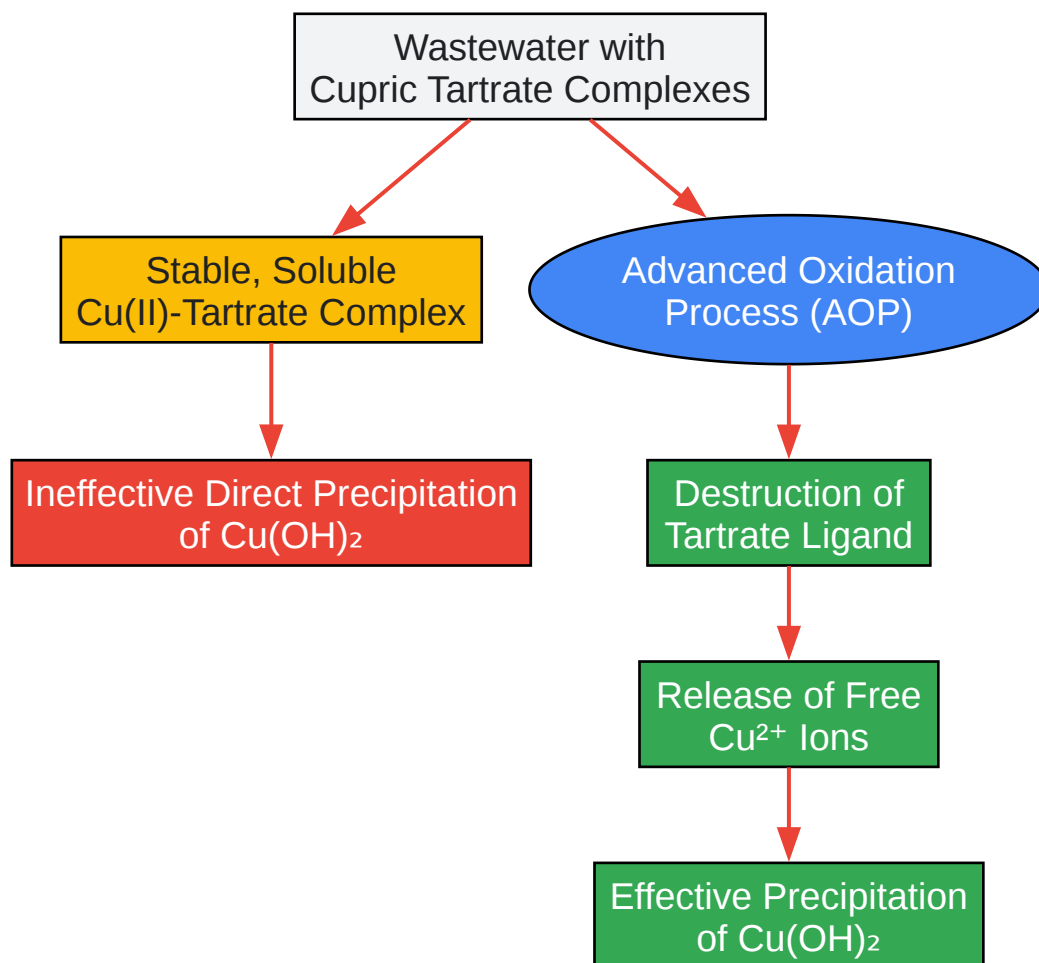 Wastewater with
Cupric Tartrate Complexes
Stable, Soluble
Cu(II)-Tartrate Complex
Advanced Oxidation
Process (AOP)
Ineffective Direct Precipitation
of Cu(OH)₂
Destruction of
Tartrate Ligand
Release of Free
Cu²⁺ Ions
Effective Precipitation
of Cu(OH)₂